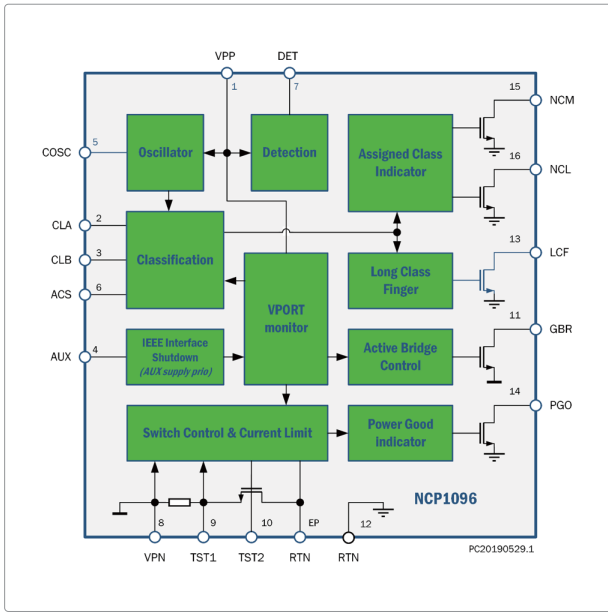 VPP
DET
1
7
15
NCM
5
COSC
Oscillator
Detection
Assigned Class
Indicator
16
NCL
CLA
2
CLB
3
ACS
6
Classification
13
LCF
Long Class
Finger
VPORT
monitor
11
GBR
AUX
4
IEEE Interface
Shutdown
(AUX supply prio)
Active Bridge
Control
14
PGO
Switch Control & Current Limit
Power Good
indicator
NCP1096
8
9
10
EP
12
VPN
TST1
TST2
RTN
RTN
PC20190529.1